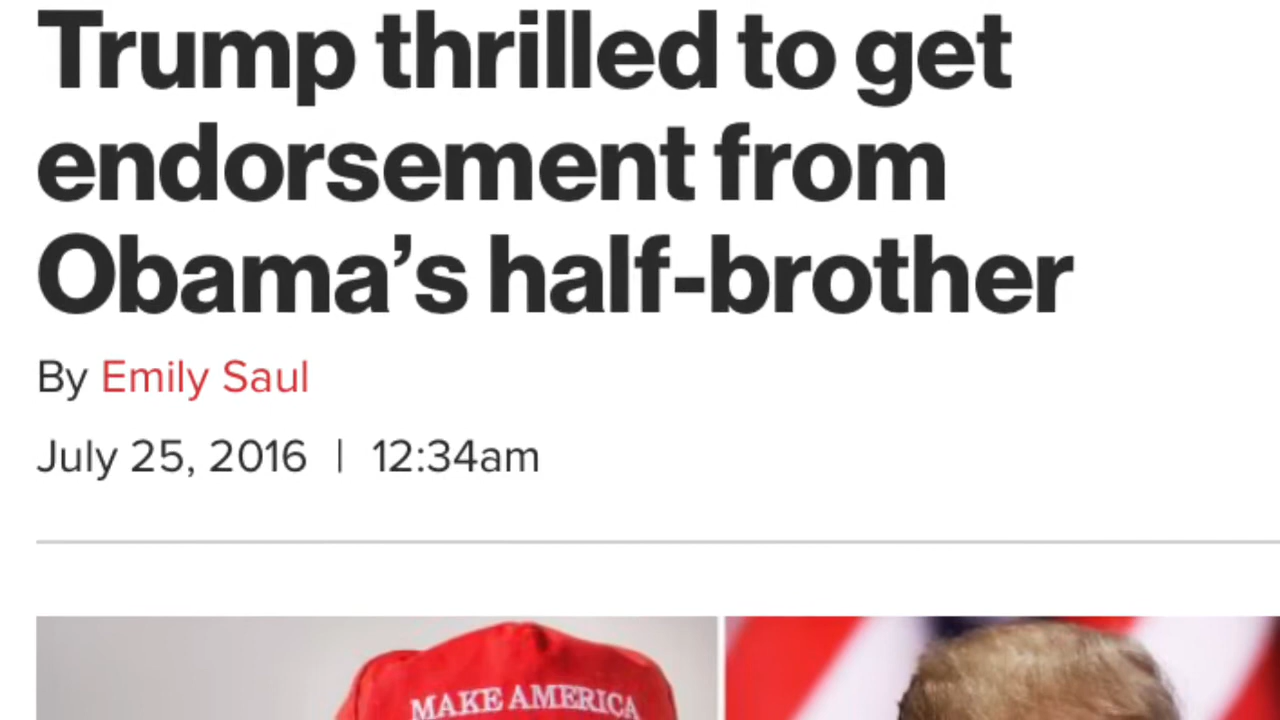 Trump thrilled to get
endorsement from
Obama’s half-brother
By Emily Saul
July 25, 2016 | 12:34am
MAKE AMERICA